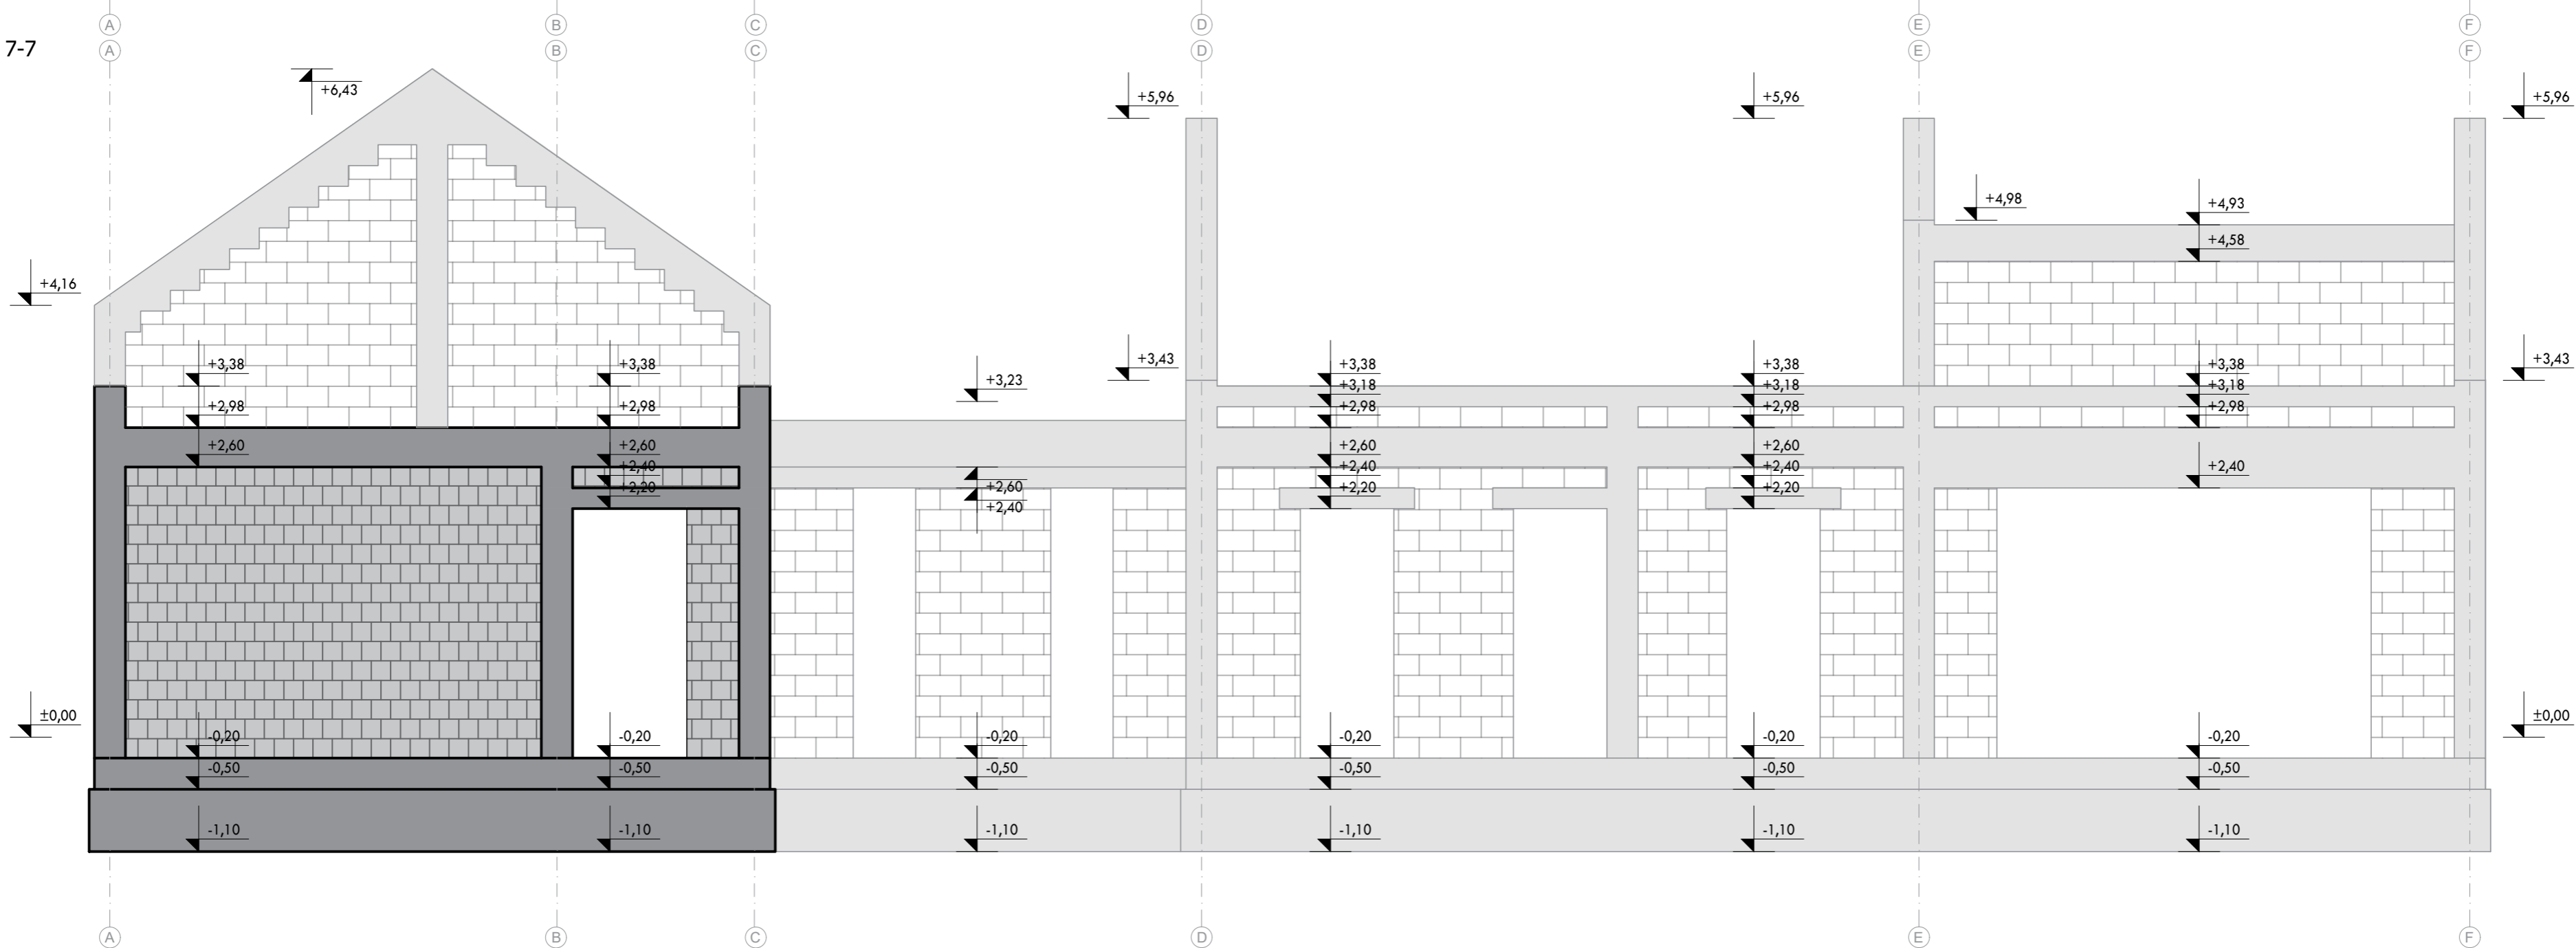 A B C D E F
A B C D E F
7-7
+6,43
+5,96 +5,96 +5,96
+4,98 +4,93
+4,58
+4,16
+3,43 +3,43
+3,38 +3,38 +3,38 +3,38 +3,38
+3,23
+3,18 +3,18 +3,18
+2,98 +2,98 +2,98 +2,98 +2,98
+2,60 +2,60 +2,60 +2,60
+2,40 +2,40 +2,40 +2,40
+2,60
+2,20 +2,20 +2,20
+2,40
±0,00 ±0,00
-0,20 -0,20 -0,20 -0,20 -0,20 -0,20
-0,50 -0,50 -0,50 -0,50 -0,50 -0,50
-1,10 -1,10 -1,10 -1,10 -1,10 -1,10
A B C D E F